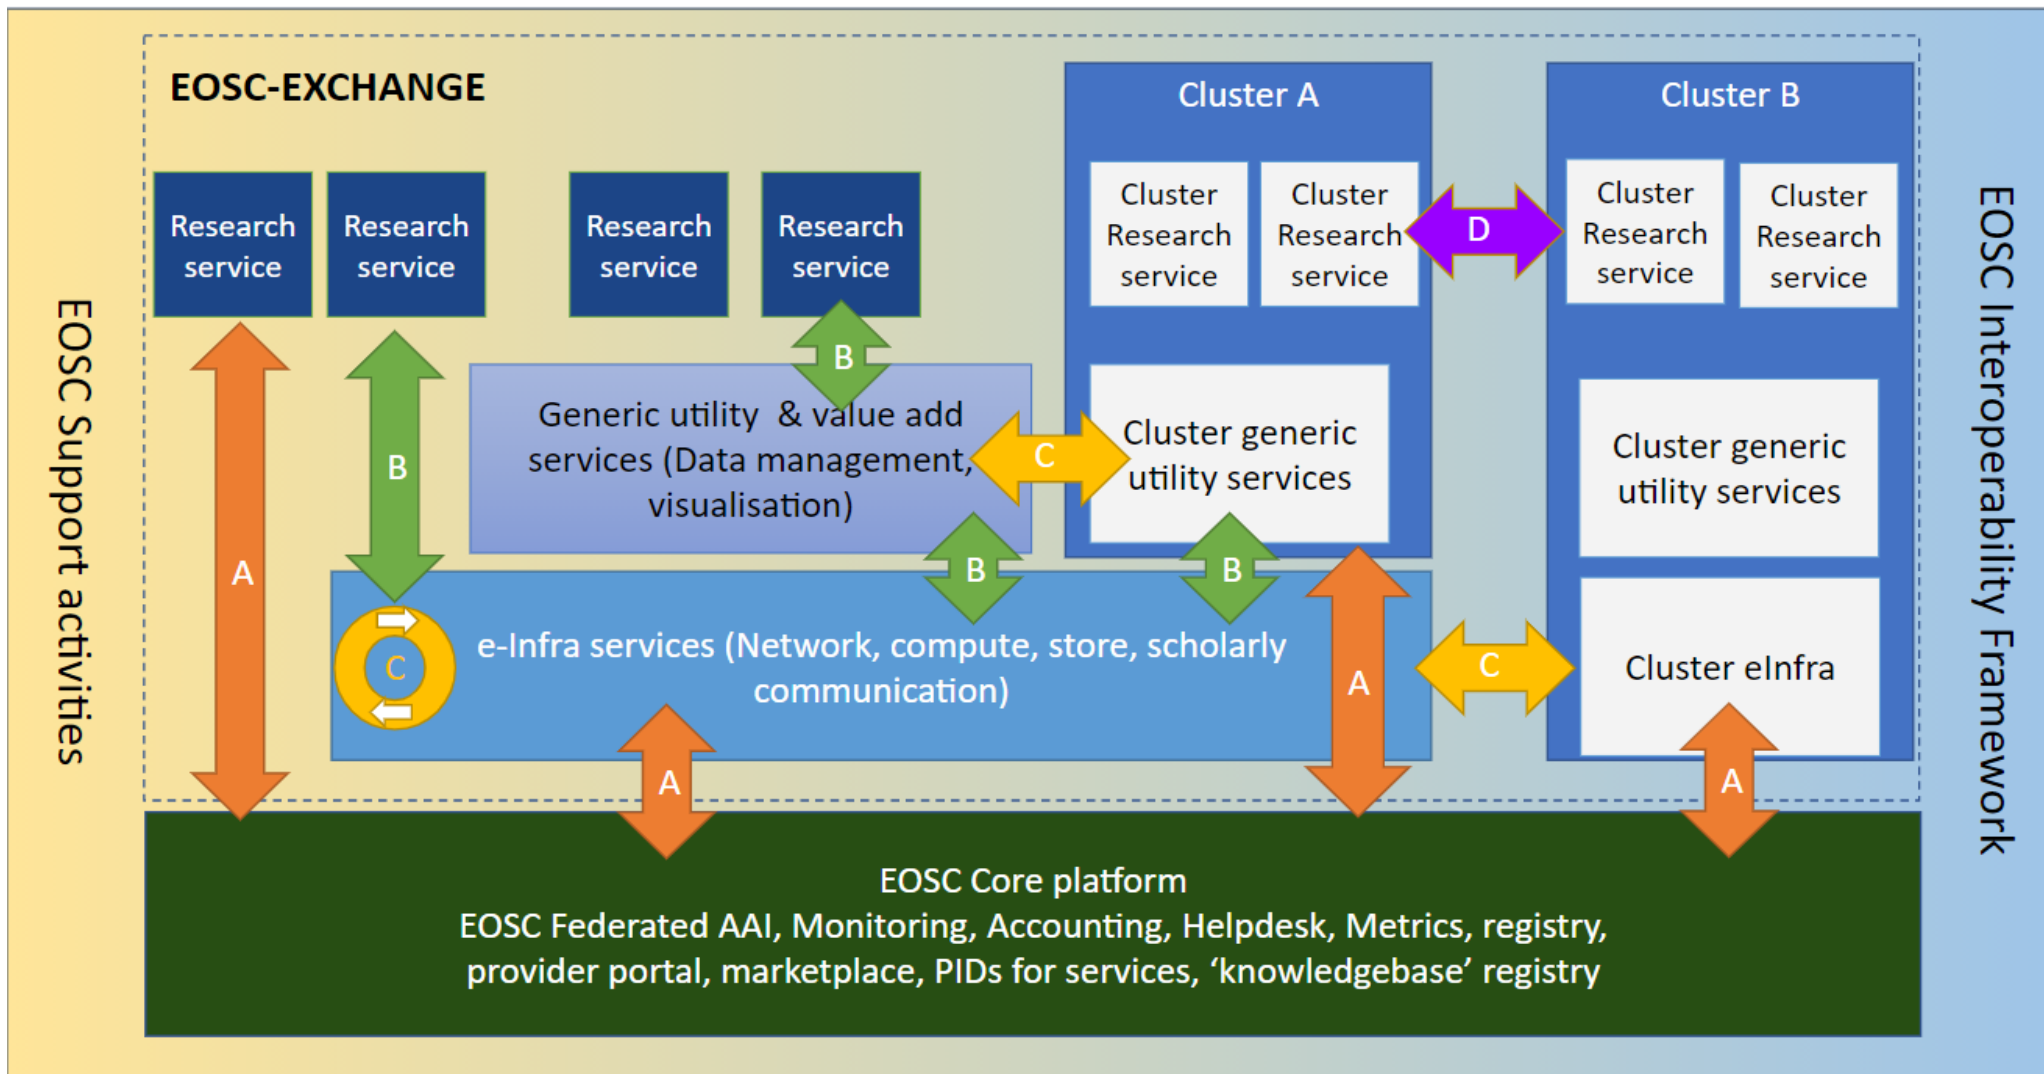 EOSC Support activities
EOSC-EXCHANGE
Research
service
Research
service
Research
service
Research
service
Cluster A
Cluster
Research
service
Cluster
Research
service
D
Cluster B
Cluster
Research
service
Cluster
Research
service
A
B
B
Generic utility & value add
services (Data management,
visualisation)
C
Cluster generic
utility services
Cluster generic
utility services
B
B
C
e-Infra services (Network, compute, store, scholarly
communication)
A
A
C
Cluster eInfra
A
EOSC Core platform
EOSC Federated AAI, Monitoring, Accounting, Helpdesk, Metrics, registry,
provider portal, marketplace, PIDs for services, ‘knowledgebase’ registry
EOSC Interoperability Framework